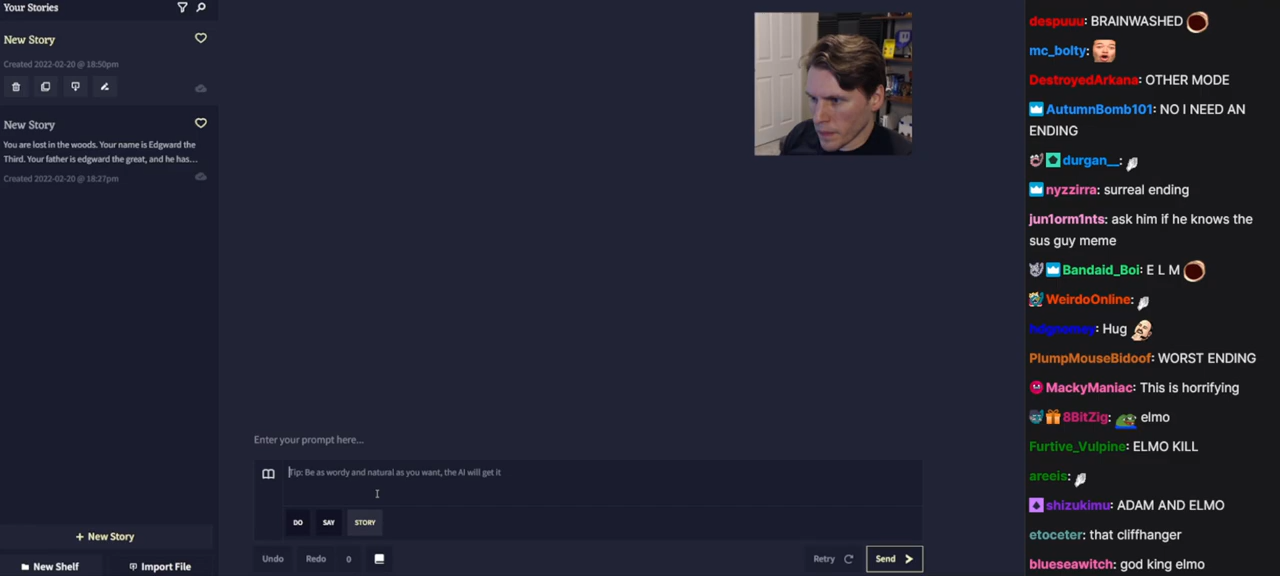 Your Stories
New Story
Created 2022-02-20 @ 18:50pm
New Story
You are lost in the woods. Your name is Edgward the
Third. Your father is edgward the great, and he has...
Created 2022-02-20 @ 18:27pm
+ New Story
New Shelf
Import File
Enter your prompt here...
Tip: Be as wordy and natural as you want, the AI will get it
DO
SAY
STORY
Undo
Redo
0
Retry
Send
despuuu: BRAINWASHED
mc_bolty:
DestroyedArkana: OTHER MODE
AutumnBomb101: NO I NEED AN
ENDING
durgan__:
nyzzirra: surreal ending
jun1orm1nts: ask him if he knows the
sus guy meme
Bandaid_Boi: E L M
WeirdoOnline:
Hug
PlumpMouseBidoof: WORST ENDING
MackyManiac: This is horrifying
8BitZig: elmo
Furtive_Vulpine: ELMO KILL
areeis:
shizukimu: ADAM AND ELMO
etoceter: that cliffhanger
blueseawitch: god king elmo